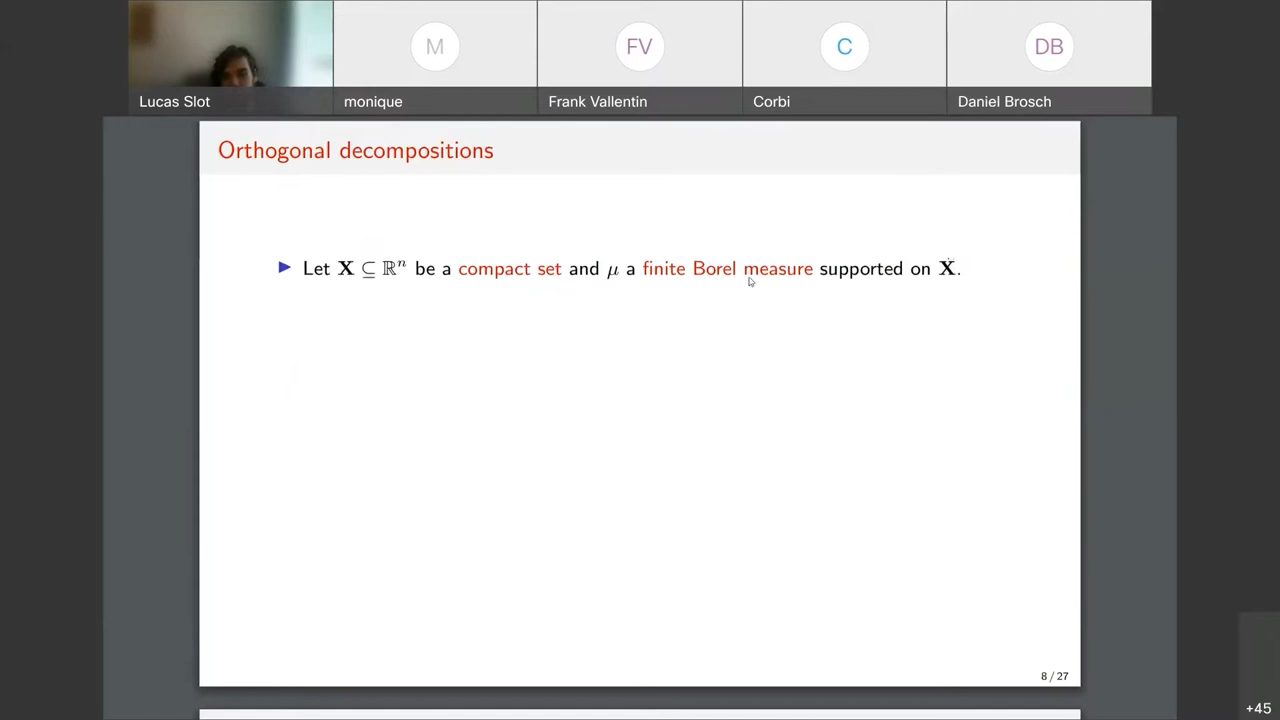 M
FV
C
DB
Lucas Slot
monique
Frank Vallentin
Corbi
Daniel Brosch
Orthogonal decompositions
▶ Let X ⊆ ℝⁿ be a compact set and μ a finite Borel measure supported on X.
8 / 27
+45